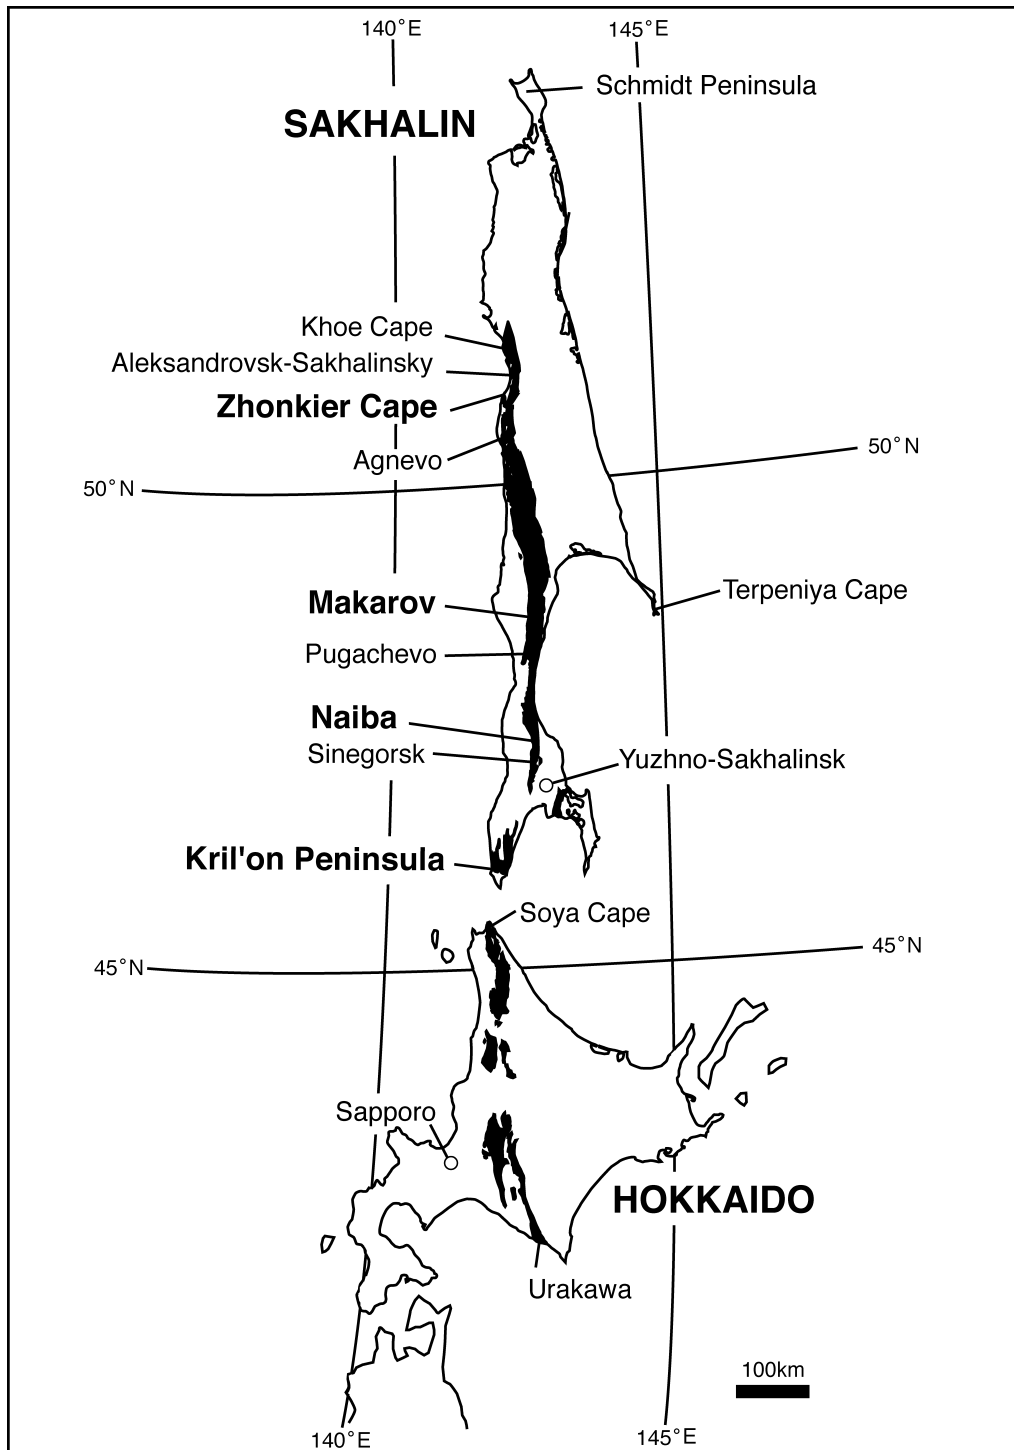 140°E
145°E
Schmidt Peninsula
SAKHALIN
Khoe Cape
Aleksandrovsk-Sakhalinsky
Zhonkier Cape
50°N
Agnevo
50°N
Terpeniya Cape
Makarov
Pugachevo
Naiba
Sinegorsk
Yuzhno-Sakhalinsk
Kril'on Peninsula
Soya Cape
45°N
45°N
Sapporo
HOKKAIDO
Urakawa
100km
140°E
145°E